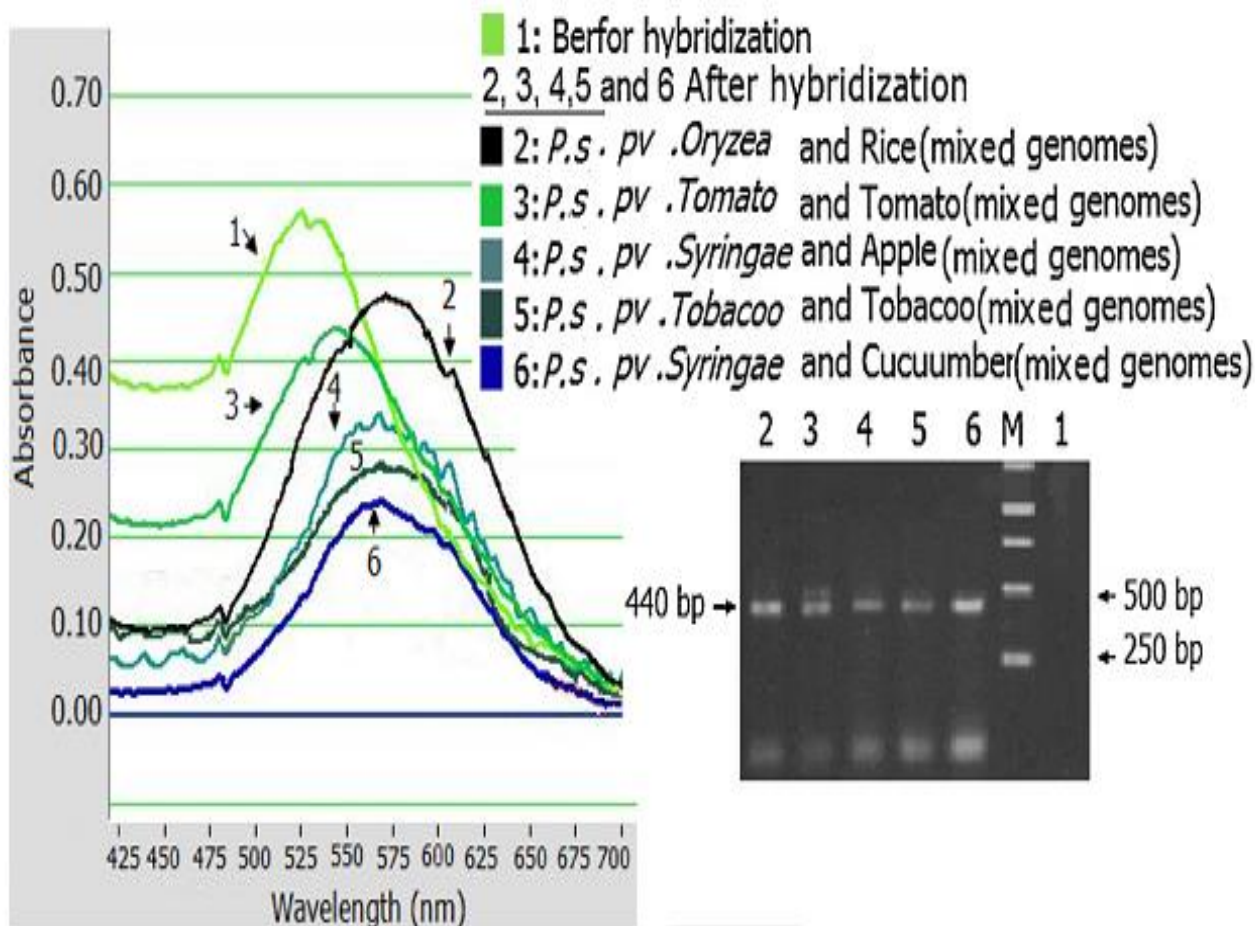 1: Berfor hybridization
2, 3, 4,5 and 6 After hybridization
2: P.s. pv .Oryzea and Rice(mixed genomes)
3:P.s . pv .Tomato and Tomato(mixed genomes)
4:P.s . pv .Syringae and Apple(mixed genomes)
5:P.s . pv .Tobacoo and Tobacoo(mixed genomes)
6:P.s . pv .Syringae and Cucuumber(mixed genomes)
Absorbance
0.70
0.60
0.50
0.40
0.30
0.20
0.10
0.00
1
2
3
4
5
6
425 450 475 500 525 550 575 600 625 650 675 700
Wavelength (nm)
2 3 4 5 6 M 1
440 bp
500 bp
250 bp